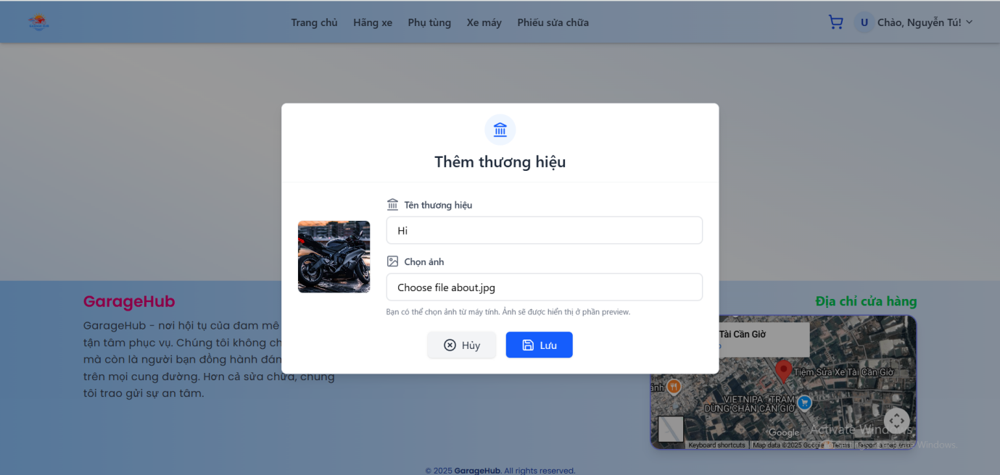 Trang chủ Hãng xe Phụ tùng Xe máy Phiếu sửa chữa
U Chào, Nguyễn Tú!
Thêm thương hiệu
Tên thương hiệu
Hi
Chọn ảnh
Choose file about.jpg
Bạn có thể chọn ảnh từ máy tính. Ảnh sẽ được hiển thị ở phần preview.
Hủy Lưu
GarageHub
GarageHub - nơi hội tụ của đam mê
tận tâm phục vụ. Chúng tôi không ch
mà còn là người bạn đồng hành đán
trên mọi cung đường. Hơn cả sửa chữa, chúng
tôi trao gửi sự an tâm.
Địa chỉ cửa hàng
Tài Cần Giờ
Tiệm Sửa Xe Tài Cần Giờ
ánh
VIETNIPA - TRẠM
DỪNG CHÂN CẦN GIỜ
Google
Activate Windows
Keyboard shortcuts Map data ©2025 Google Terms
Windows.
© 2025 GarageHub. All rights reserved.